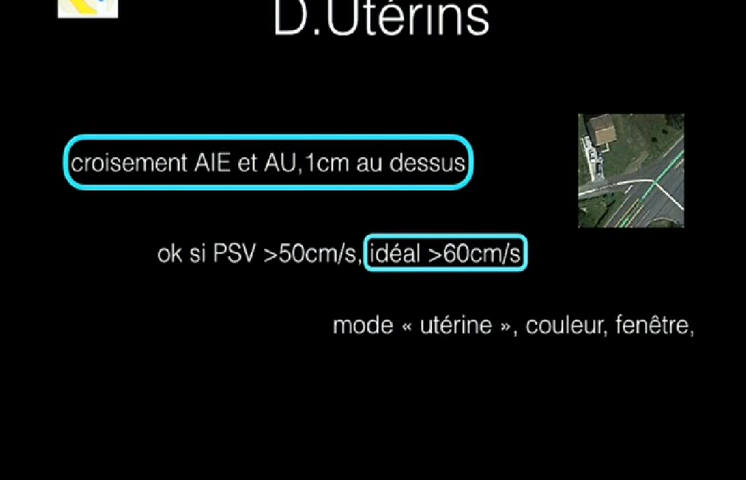 D.Utérins
croisement AIE et AU,1cm au dessus
ok si PSV >50cm/s, idéal >60cm/s
mode « utérine », couleur, fenêtre,